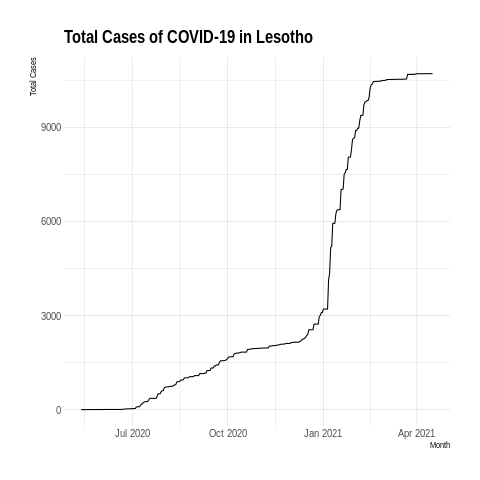 Total Cases of COVID-19 in Lesotho
Total Cases
9000
6000
3000
0
Jul 2020 Oct 2020 Jan 2021 Apr 2021
Month